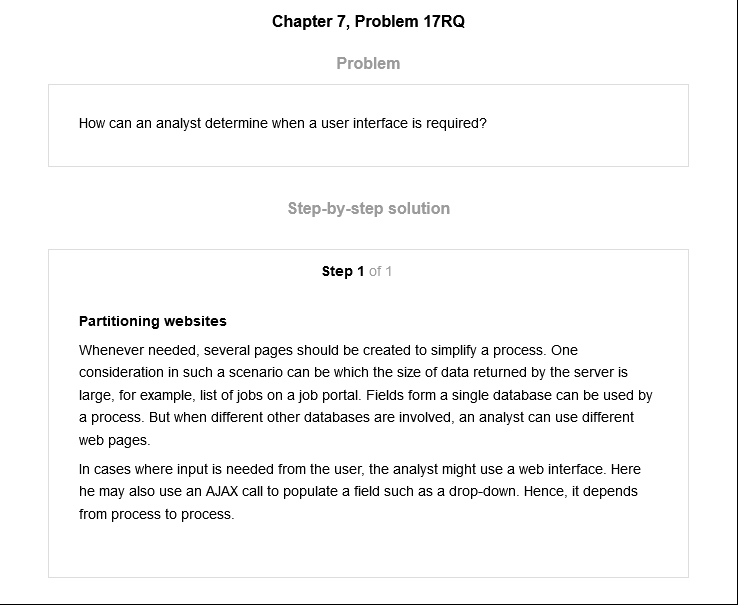 Chapter 7, Problem 17RQ
Problem
How can an analyst determine when a user interface is required?
Step-by-step solution
Step 1 of 1
Partitioning websites
Whenever needed, several pages should be created to simplify a process. One
consideration in such a scenario can be which the size of data returned by the server is
large, for example, list of jobs on a job portal. Fields form a single database can be used by
a process. But when different other databases are involved, an analyst can use different
web pages.
In cases where input is needed from the user, the analyst might use a web interface. Here
he may also use an AJAX call to populate a field such as a drop-down. Hence, it depends
from process to process.